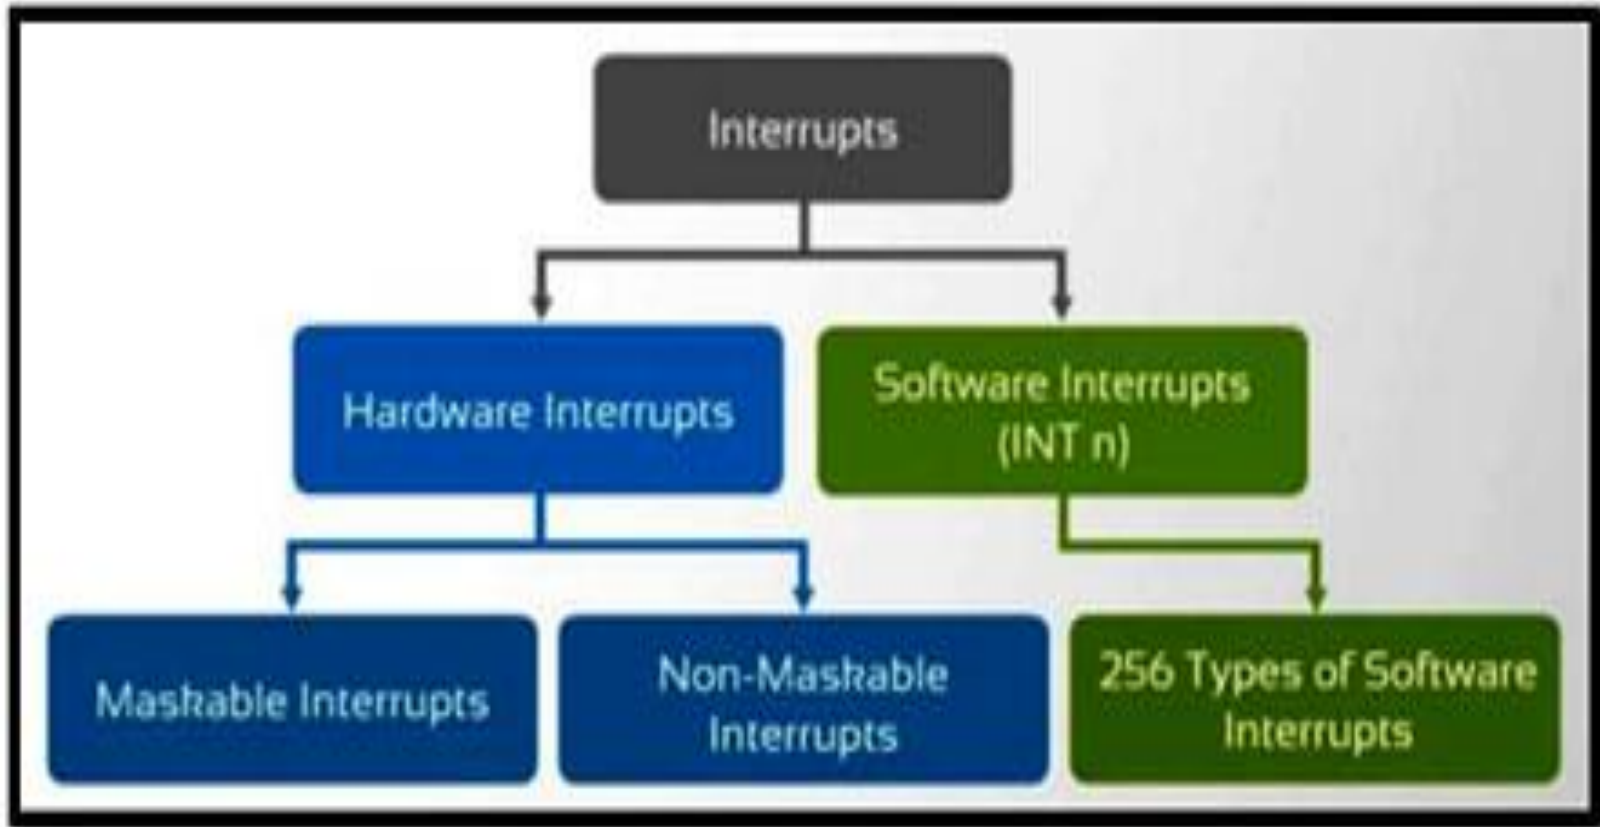 Interrupts
Hardware Interrupts
Software Interrupts
(INT n)
Maskable Interrupts
Non-Maskable
Interrupts
256 Types of Software
Interrupts